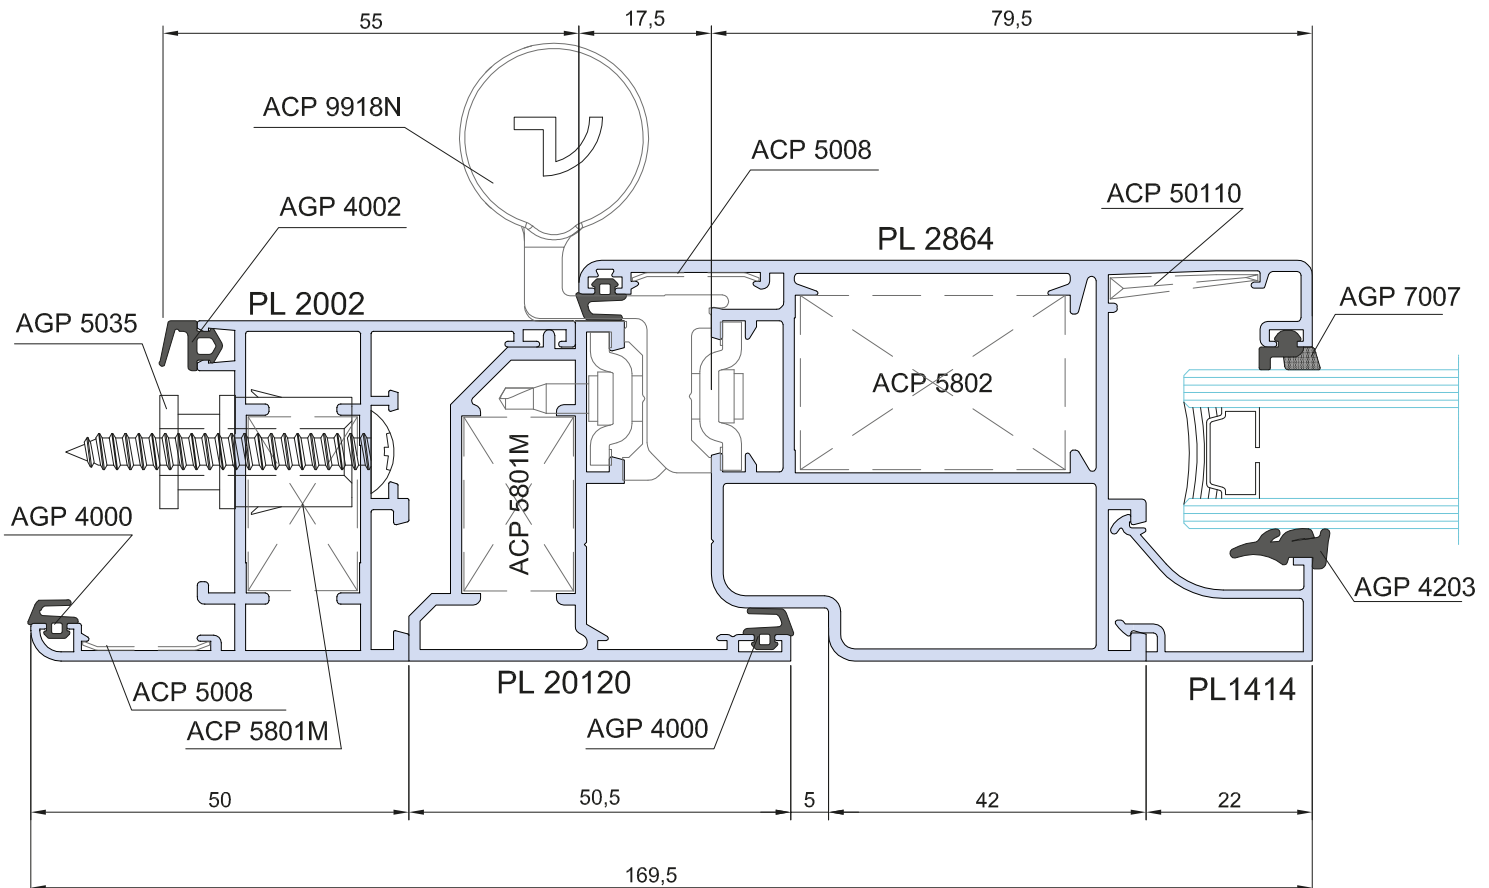 55
17,5
79,5
ACP 9918N
ACP 5008
ACP 50110
AGP 4002
PL 2864
PL 2002
AGP 7007
AGP 5035
ACP 5802
ACP 5801M
AGP 4000
AGP 4203
PL 20120
PL1414
ACP 5008
ACP 5801M
AGP 4000
50
50,5
5
42
22
169,5